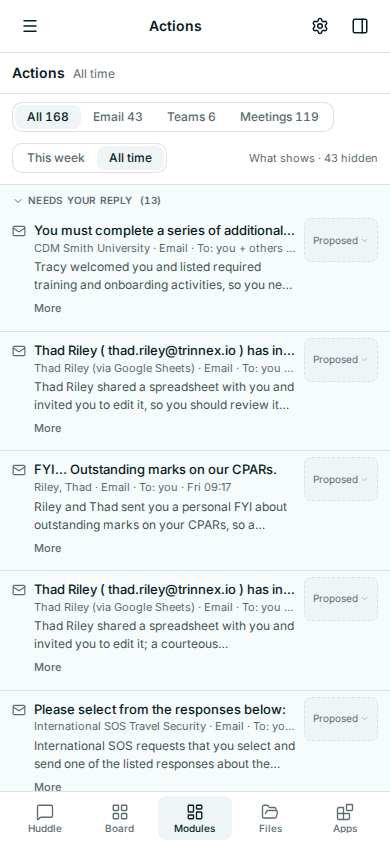 Actions
Actions All time
All 168 Email 43 Teams 6 Meetings 119
This week All time What shows · 43 hidden
NEEDS YOUR REPLY (13)
You must complete a series of additional...
Proposed
CDM Smith University · Email · To: you + others ...
Tracy welcomed you and listed required
training and onboarding activities, so you ne...
More
Thad Riley ( thad.riley@trinnex.io ) has in...
Proposed
Thad Riley (via Google Sheets) · Email · To: you ...
Thad Riley shared a spreadsheet with you and
invited you to edit it, so you should review it...
More
FYI... Outstanding marks on our CPARs.
Proposed
Riley, Thad · Email · To: you · Fri 09:17
Riley and Thad sent you a personal FYI about
outstanding marks on your CPARs, so a...
More
Thad Riley ( thad.riley@trinnex.io ) has in...
Proposed
Thad Riley (via Google Sheets) · Email · To: you ...
Thad Riley shared a spreadsheet with you and
invited you to edit it; a courteous...
More
Please select from the responses below:
Proposed
International SOS Travel Security · Email · To: yo...
International SOS requests that you select and
send one of the listed responses about the...
More
Huddle Board Modules Files Apps